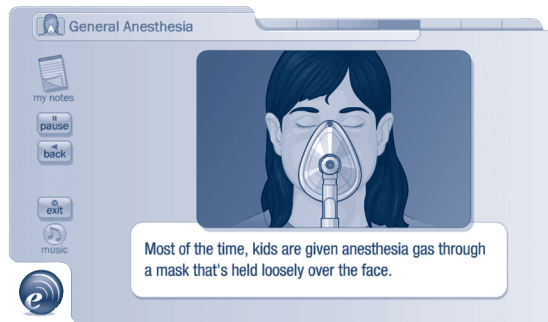 General Anesthesia
my notes
pause
back
exit
music
Most of the time, kids are given anesthesia gas through
a mask that's held loosely over the face.
e